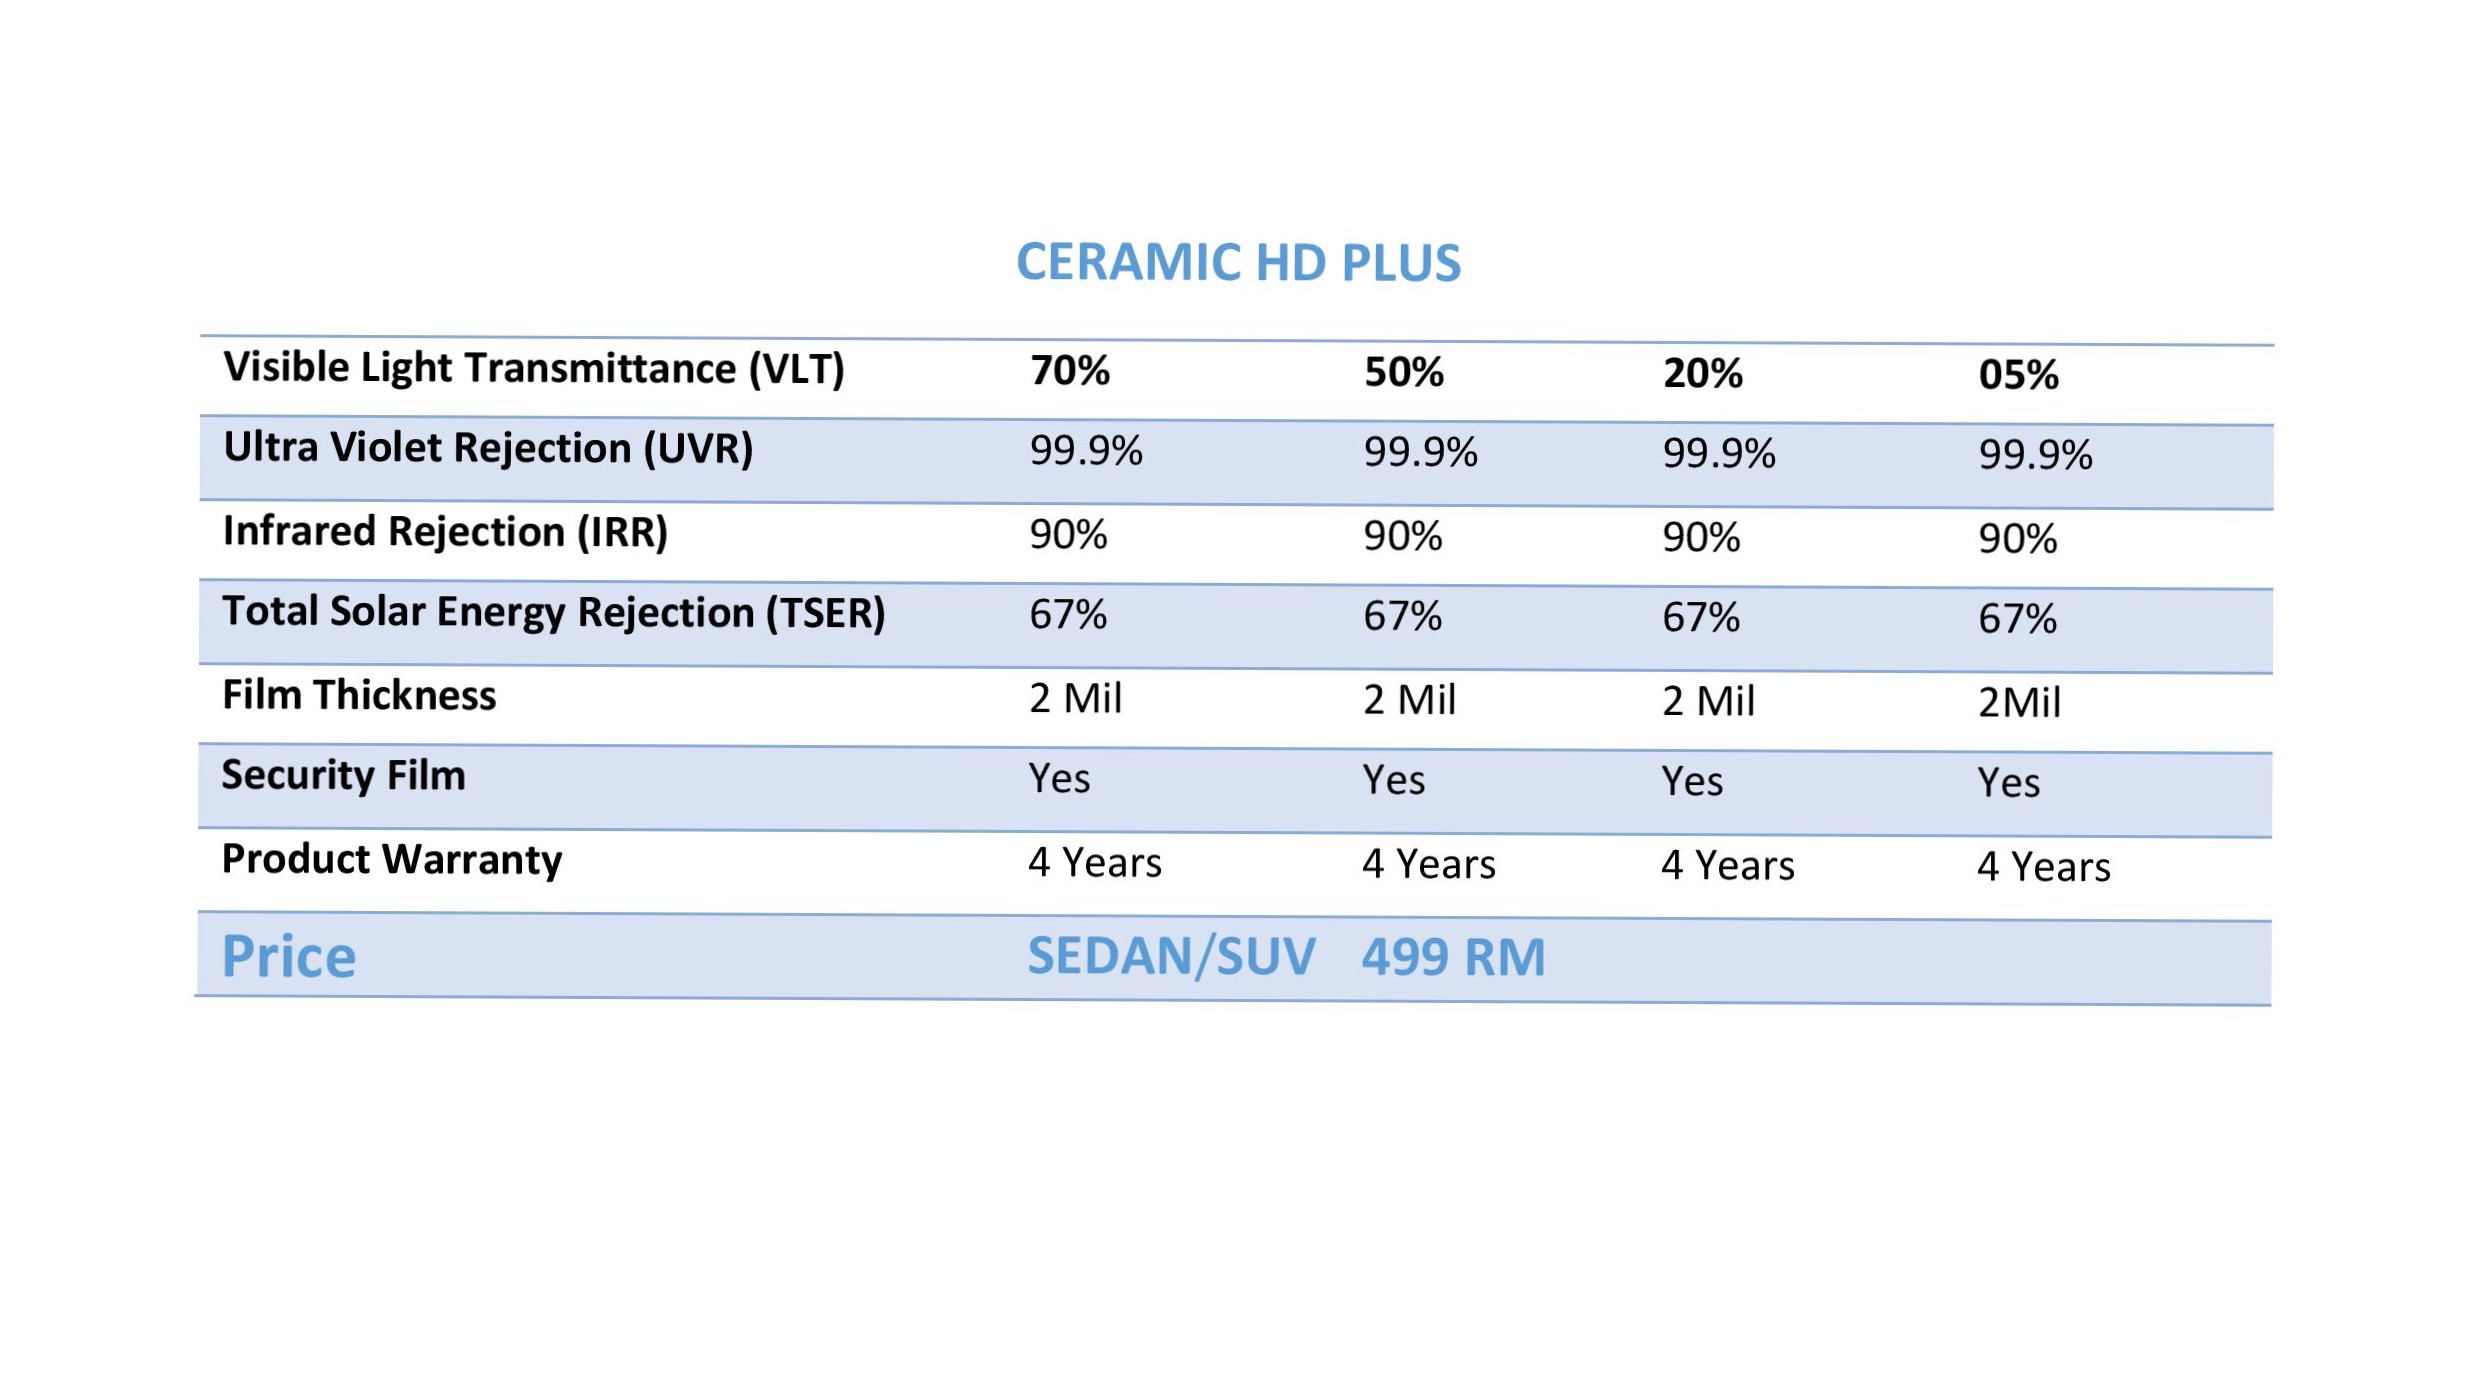 CERAMIC HD PLUS
Visible Light Transmittance (VLT) 70% 50% 20% 05%
Ultra Violet Rejection (UVR) 99.9% 99.9% 99.9% 99.9%
Infrared Rejection (IRR) 90% 90% 90% 90%
Total Solar Energy Rejection (TSER) 67% 67% 67% 67%
Film Thickness 2 Mil 2 Mil 2 Mil 2Mil
Security Film Yes Yes Yes Yes
Product Warranty 4 Years 4 Years 4 Years 4 Years
Price SEDAN/SUV 499 RM